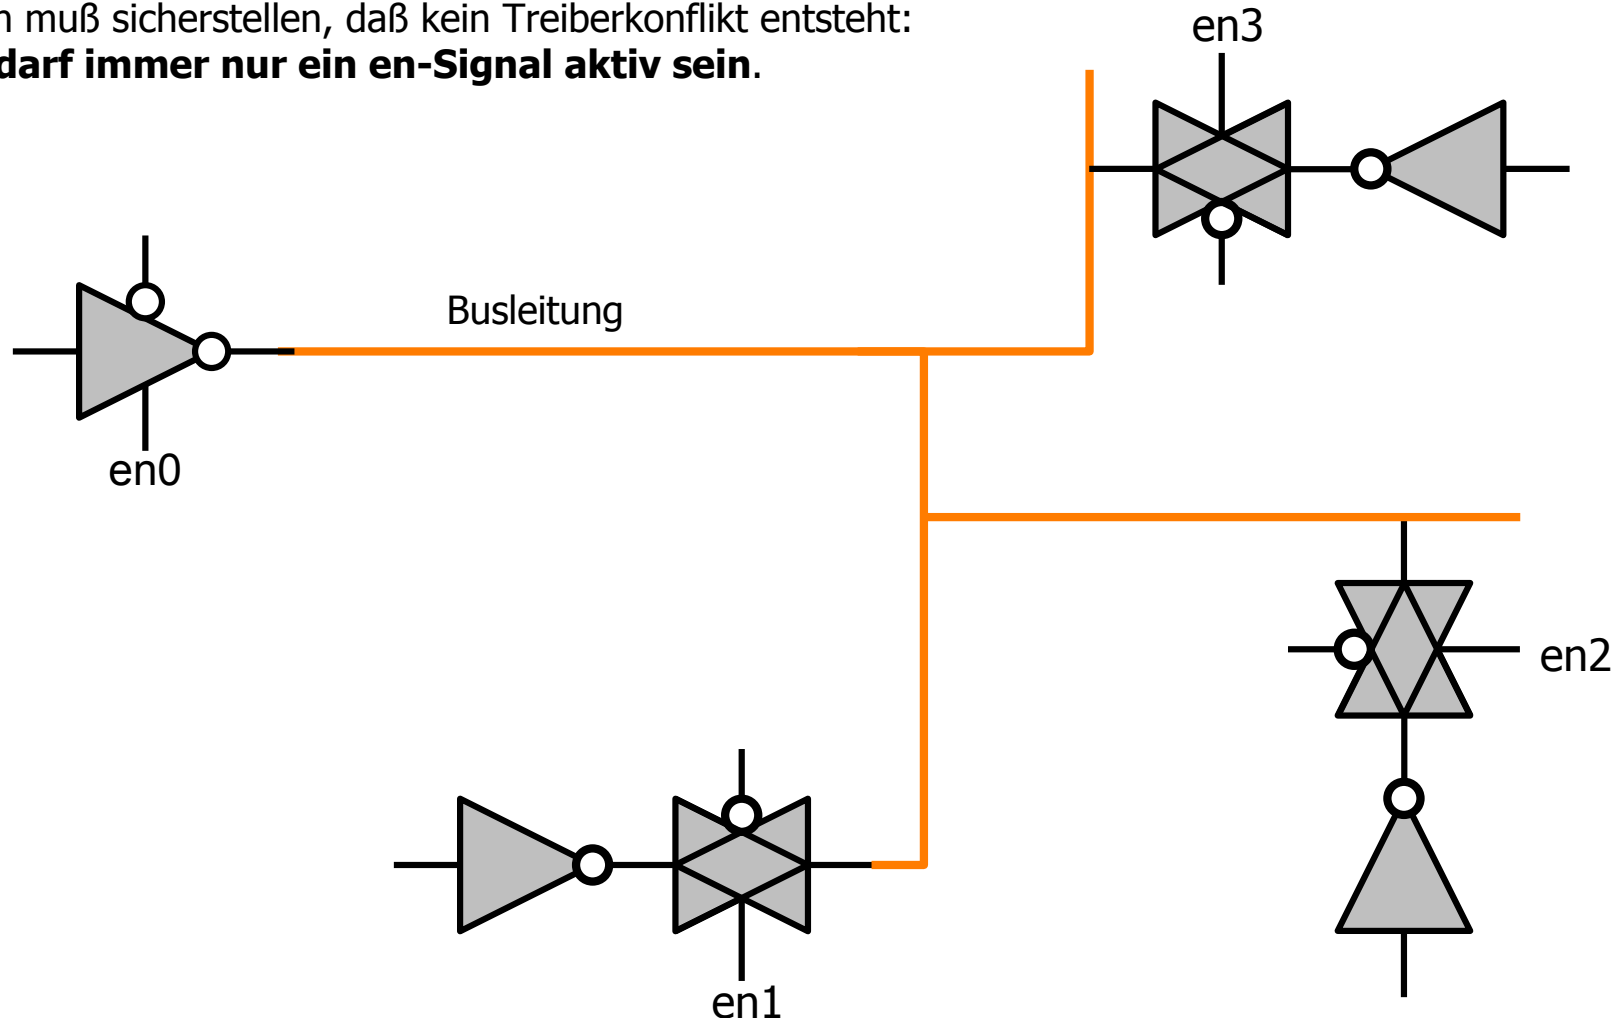 n muß sicherstellen, daß kein Treiberkonflikt entsteht:
darf immer nur ein en-Signal aktiv sein.
en3
Busleitung
en0
en2
en1